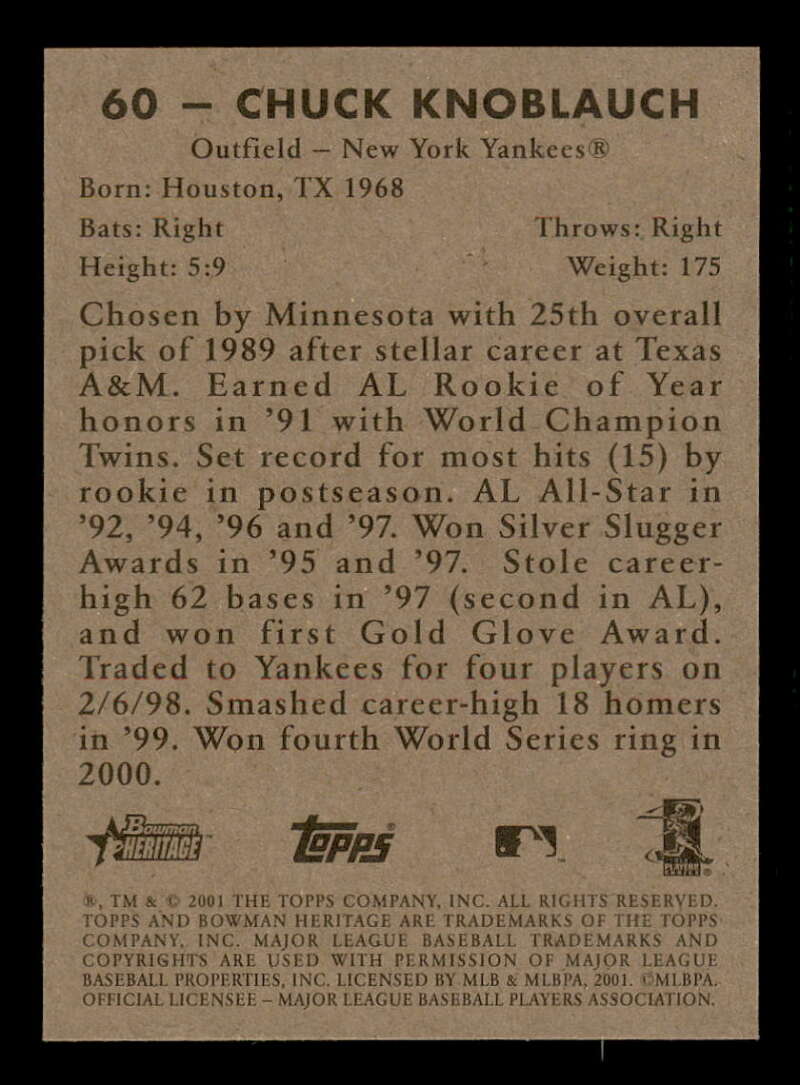 60 – CHUCK KNOBLAUCH
Outfield – New York Yankees®
Born: Houston, TX 1968
Bats: Right Throws: Right
Height: 5:9 Weight: 175
Chosen by Minnesota with 25th overall
pick of 1989 after stellar career at Texas
A&M. Earned AL Rookie of Year
honors in ’91 with World Champion
Twins. Set record for most hits (15) by
rookie in postseason. AL All-Star in
’92, ’94, ’96 and ’97. Won Silver Slugger
Awards in ’95 and ’97. Stole career-
high 62 bases in ’97 (second in AL),
and won first Gold Glove Award.
Traded to Yankees for four players on
2/6/98. Smashed career-high 18 homers
in ’99. Won fourth World Series ring in
2000.
Bowman HERITAGE™ Topps® ™ PLAYERS ®
®, TM & © 2001 THE TOPPS COMPANY, INC. ALL RIGHTS RESERVED.
TOPPS AND BOWMAN HERITAGE ARE TRADEMARKS OF THE TOPPS
COMPANY, INC. MAJOR LEAGUE BASEBALL TRADEMARKS AND
COPYRIGHTS ARE USED WITH PERMISSION OF MAJOR LEAGUE
BASEBALL PROPERTIES, INC. LICENSED BY MLB & MLBPA, 2001. ©MLBPA.
OFFICIAL LICENSEE – MAJOR LEAGUE BASEBALL PLAYERS ASSOCIATION.